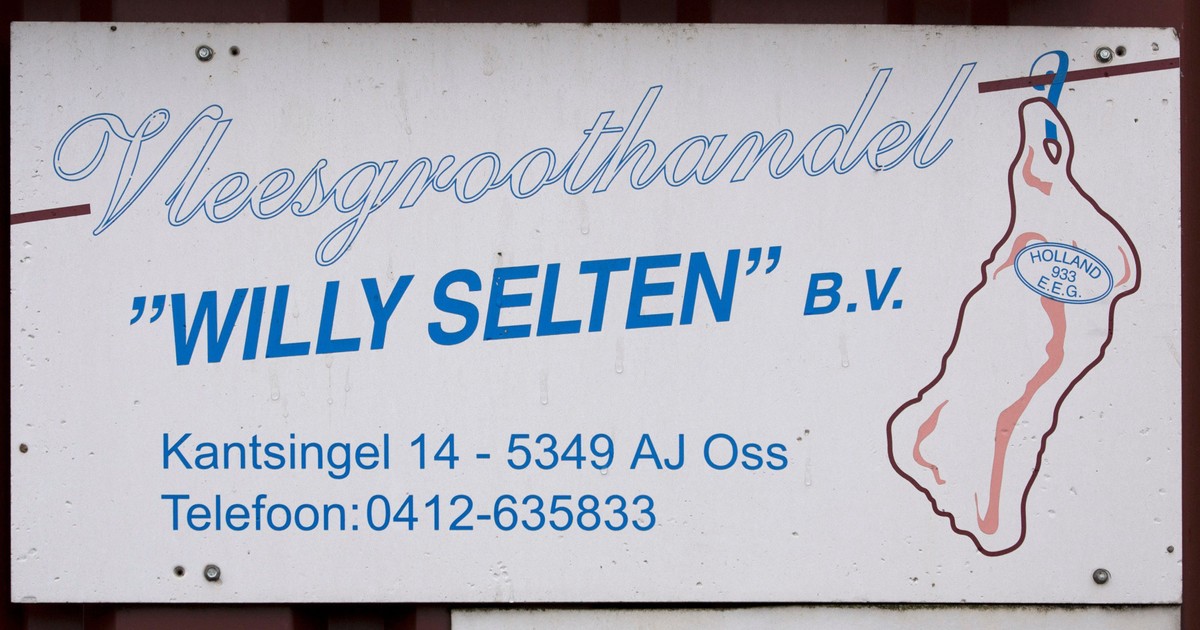 Vleesgroothandel
”WILLY SELTEN” B.V.
HOLLAND
933
E.E.G.
Kantsingel 14 - 5349 AJ Oss
Telefoon: 0412-635833